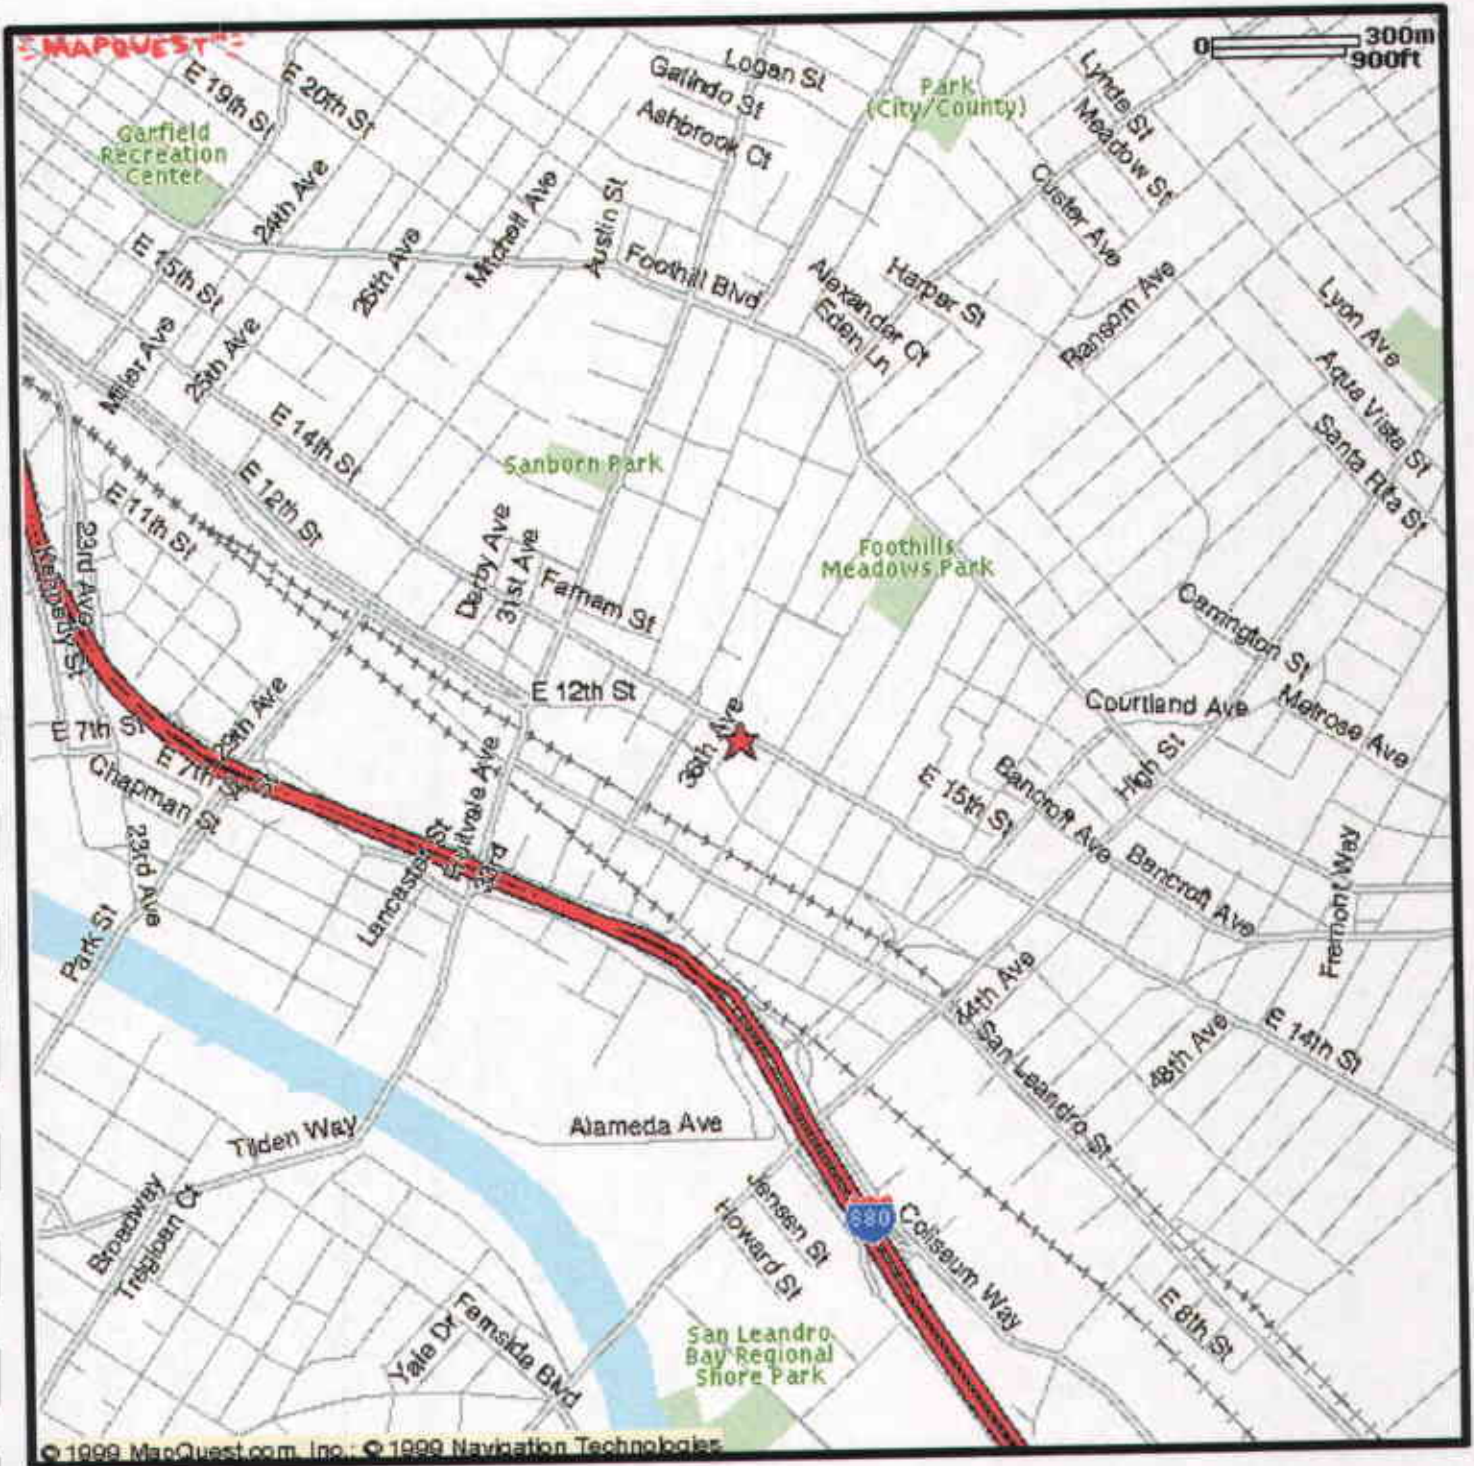 MAPQUEST
0 300m
900ft
Logan St
Galindo St
Ashbrook Ct
Park
(City/County)
Lynde St
Meadow St
E 19th St
E 20th St
Garfield
Recreation
Center
24th Ave
26th Ave
Mitchell Ave
Austin St
Foothill Blvd
Custer Ave
Harper St
Alexander Ct
Eden Ln
Ransom Ave
Lyon Ave
Aqua Vista St
Santa Rita St
E 15th St
Miller Ave
25th Ave
E 14th St
E 12th St
E 11th St
23rd Ave
Kennedy St
Sanborn Park
Derby Ave
31st Ave
Farnam St
Foothills
Meadows Park
Camington St
Metrose Ave
Courtland Ave
High St
E 12th St
36th Ave
E 15th St
Bancroft Ave
Bancroft Ave
Fremont Way
E 7th St
29th Ave
E 7th St
Chapman St
23rd Ave
Park St
Lancaster St
Fruitvale Ave
33rd
44th Ave
48th Ave
E 14th St
San Leandro St
Alameda Ave
Tilden Way
Broadway
Tregloan Ct
Jensen St
Howard St
680
Coliseum Way
E 8th St
Yale Dr
Fernside Blvd
San Leandro
Bay Regional
Shore Park
© 1999 MapQuest.com, Inc.; © 1999 Navigation Technologies